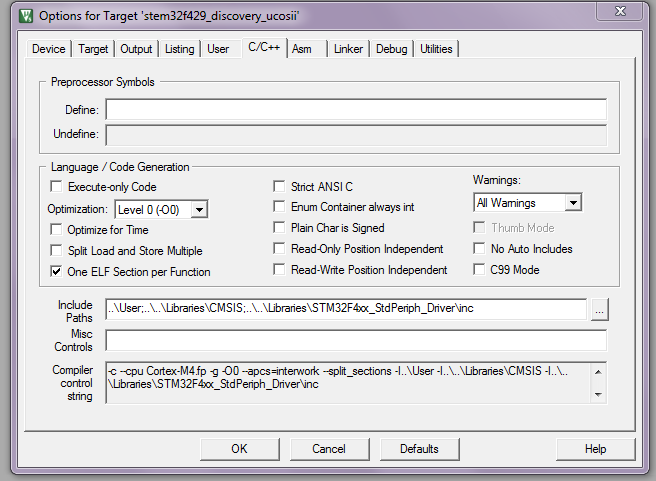 Options for Target 'stem32f429_discovery_ucosii'
Device Target Output Listing User C/C++ Asm Linker Debug Utilities
Preprocessor Symbols
Define:
Undefine:
Language / Code Generation
Execute-only Code
Optimization: Level 0 (-O0)
Optimize for Time
Split Load and Store Multiple
One ELF Section per Function
Strict ANSI C
Enum Container always int
Plain Char is Signed
Read-Only Position Independent
Read-Write Position Independent
Warnings:
All Warnings
Thumb Mode
No Auto Includes
C99 Mode
Include
Paths
..\User;..\..\Libraries\CMSIS;..\..\Libraries\STM32F4xx_StdPeriph_Driver\inc
...
Misc
Controls
Compiler
control
string
-c --cpu Cortex-M4.fp -g -O0 --apcs=interwork --split_sections -I..\User -I..\..\Libraries\CMSIS -I..\..
\Libraries\STM32F4xx_StdPeriph_Driver\inc
OK Cancel Defaults Help